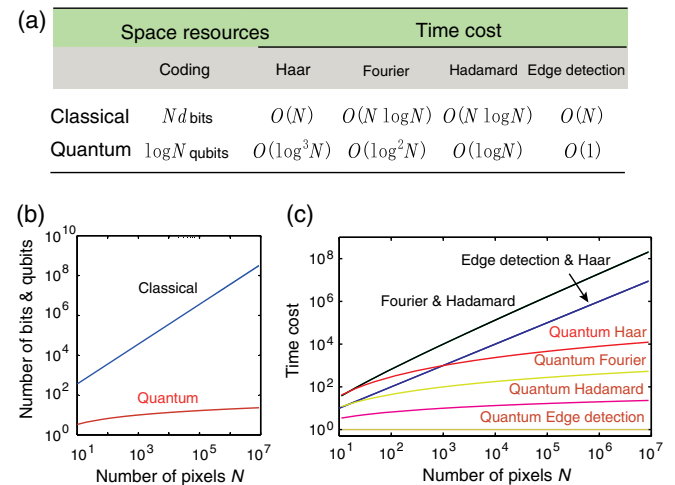 (a)
Space resources Time cost
Coding Haar Fourier Hadamard Edge detection
Classical Nd bits O(N) O(N logN) O(N logN) O(N)
Quantum logN qubits O(log³N) O(log²N) O(logN) O(1)
(b)
Number of bits & qubits
10¹⁰
10⁸
10⁶
10⁴
10²
10⁰
Classical
Quantum
10¹ 10³ 10⁵ 10⁷
Number of pixels N
(c)
Time cost
10⁸
10⁶
10⁴
10²
10⁰
Edge detection & Haar
Fourier & Hadamard
Quantum Haar
Quantum Fourier
Quantum Hadamard
Quantum Edge detection
10¹ 10² 10³ 10⁴ 10⁵ 10⁶ 10⁷
Number of pixels N